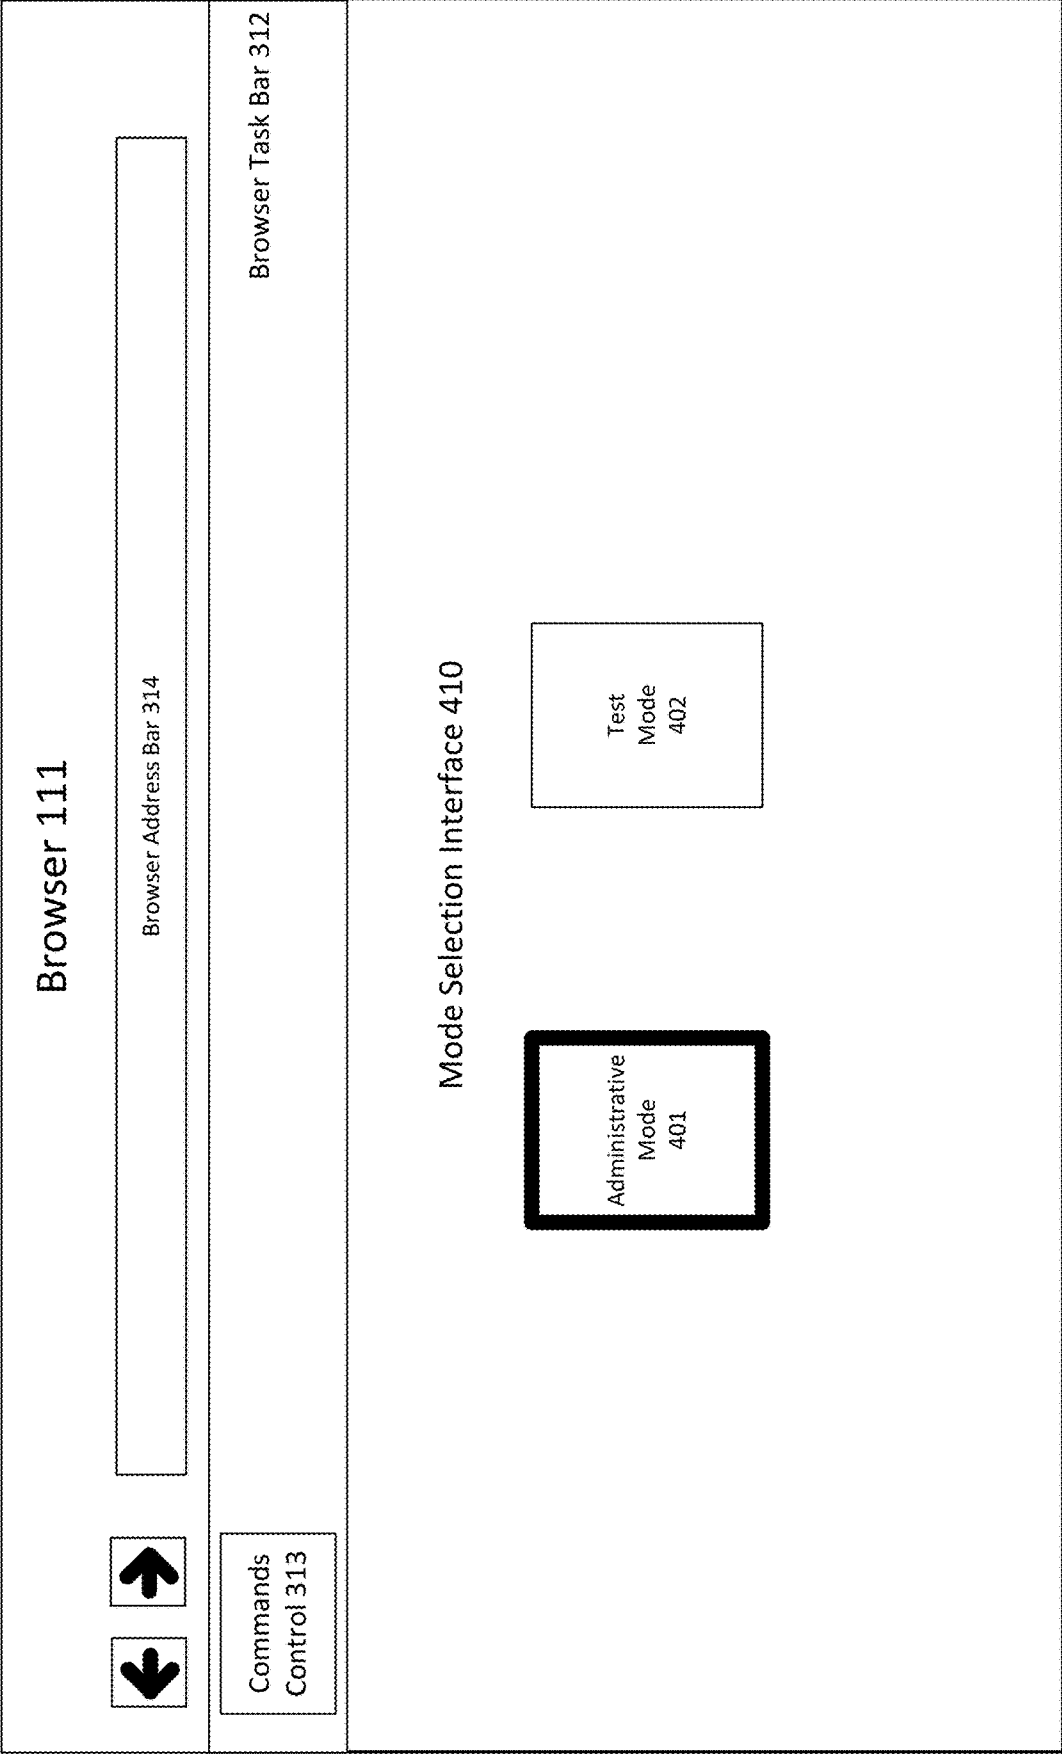 Browser 111
Browser Address Bar 314
Commands
Control 313
Browser Task Bar 312
Mode Selection Interface 410
Administrative
Mode
401
Test
Mode
402